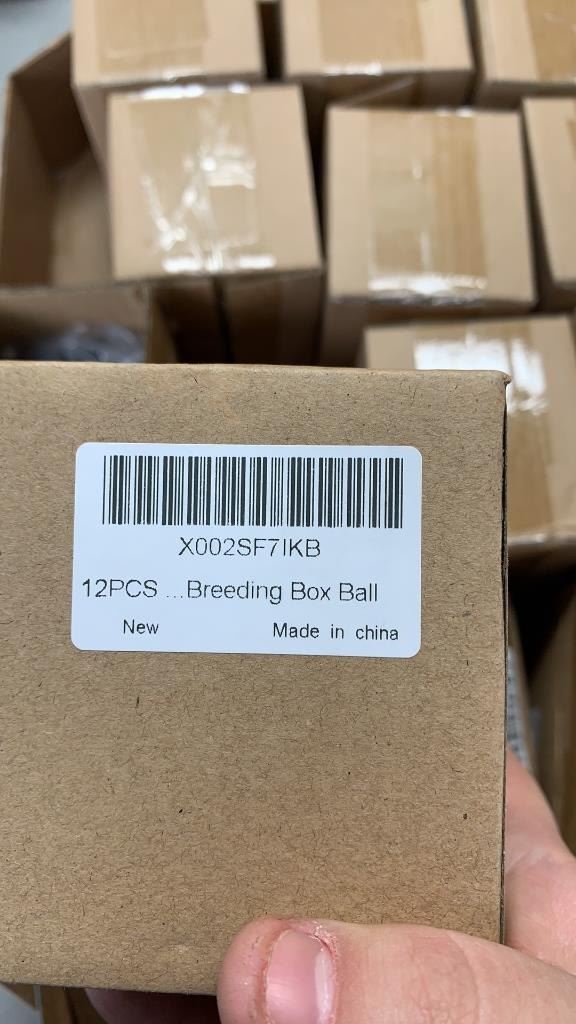 X002SF7IKB
12PCS ...Breeding Box Ball
New Made in china